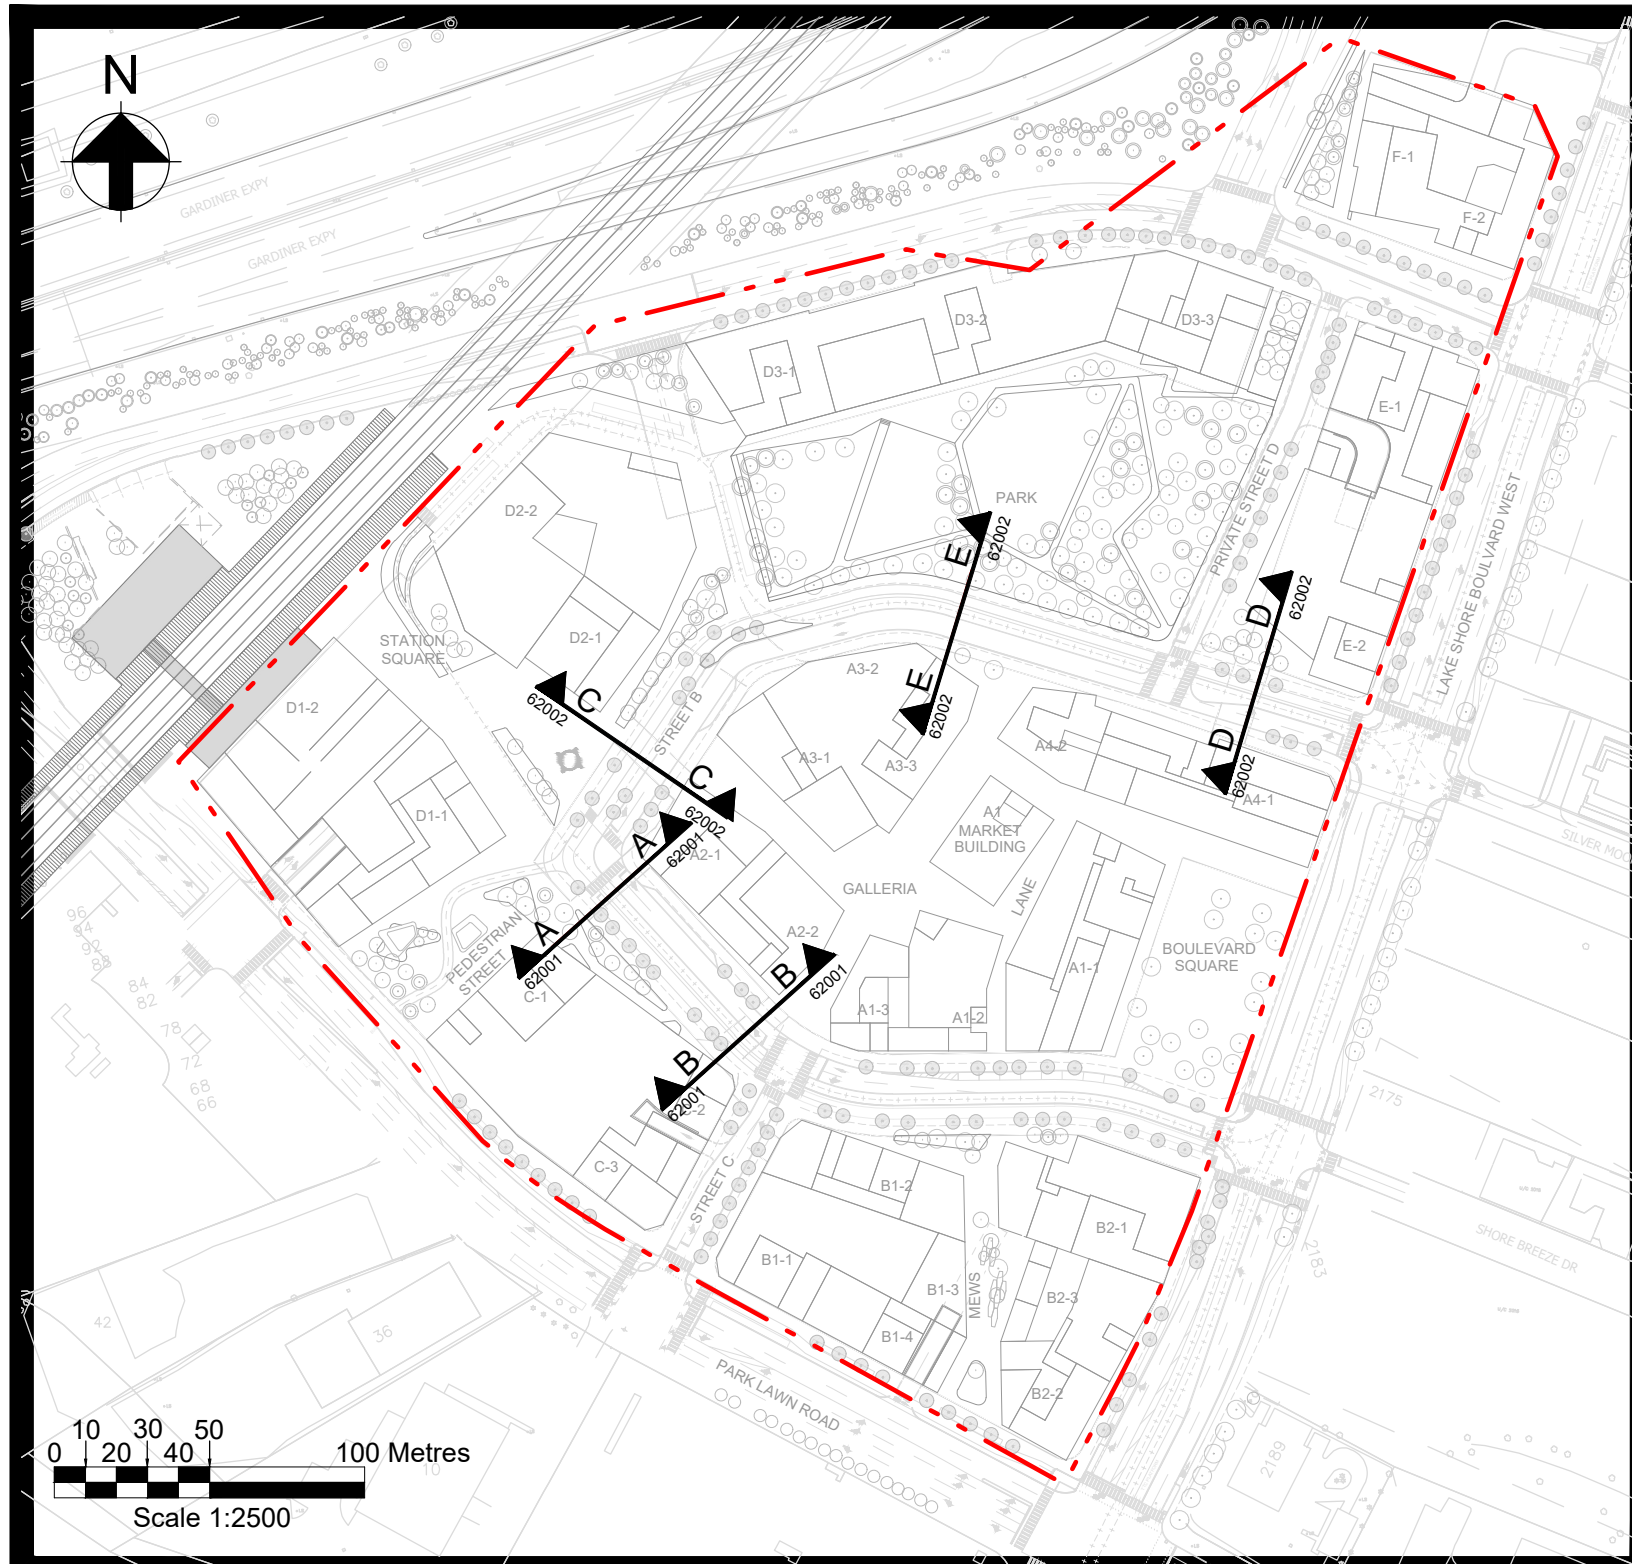 N
GARDINER EXPY
GARDINER EXPY
F-1
F-2
D3-2
D3-3
D3-1
E-1
PARK
D2-2
PRIVATE STREET D
LAKE SHORE BOULVARD WEST
E
62002
D
62002
STATION
SQUARE
D2-1
E-2
C
62002
D1-2
STREET B
A3-2
E
62002
A3-1
A3-3
A4-2
D
62002
A4-1
C
62002
D1-1
A
62001
A2-1
A1
MARKET
BUILDING
SILVER MOO
GALLERIA
LANE
96
94
92
88
84
82
78
72
68
66
PEDESTRIAN
STREET
A
62001
C-1
A2-2
B
62001
A1-1
BOULEVARD
SQUARE
A1-3
A1-2
B
62001
C-3
STREET C
2175
B1-2
B2-1
SHORE BREEZE DR
2183
B1-1
B1-3
MEWS
B2-3
B1-4
B2-2
42
36
PARK LAWN ROAD
10
2189
0 10 20 30 40 50 100 Metres
Scale 1:2500